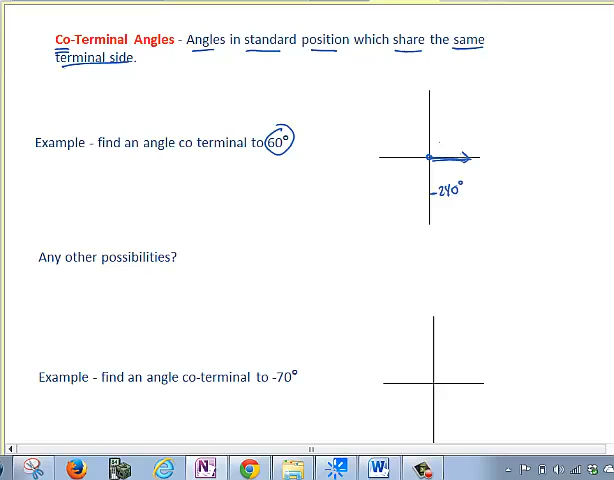 Co-Terminal Angles - Angles in standard position which share the same
terminal side.
Example - find an angle co terminal to 60°
-240°
Any other possibilities?
Example - find an angle co-terminal to -70°